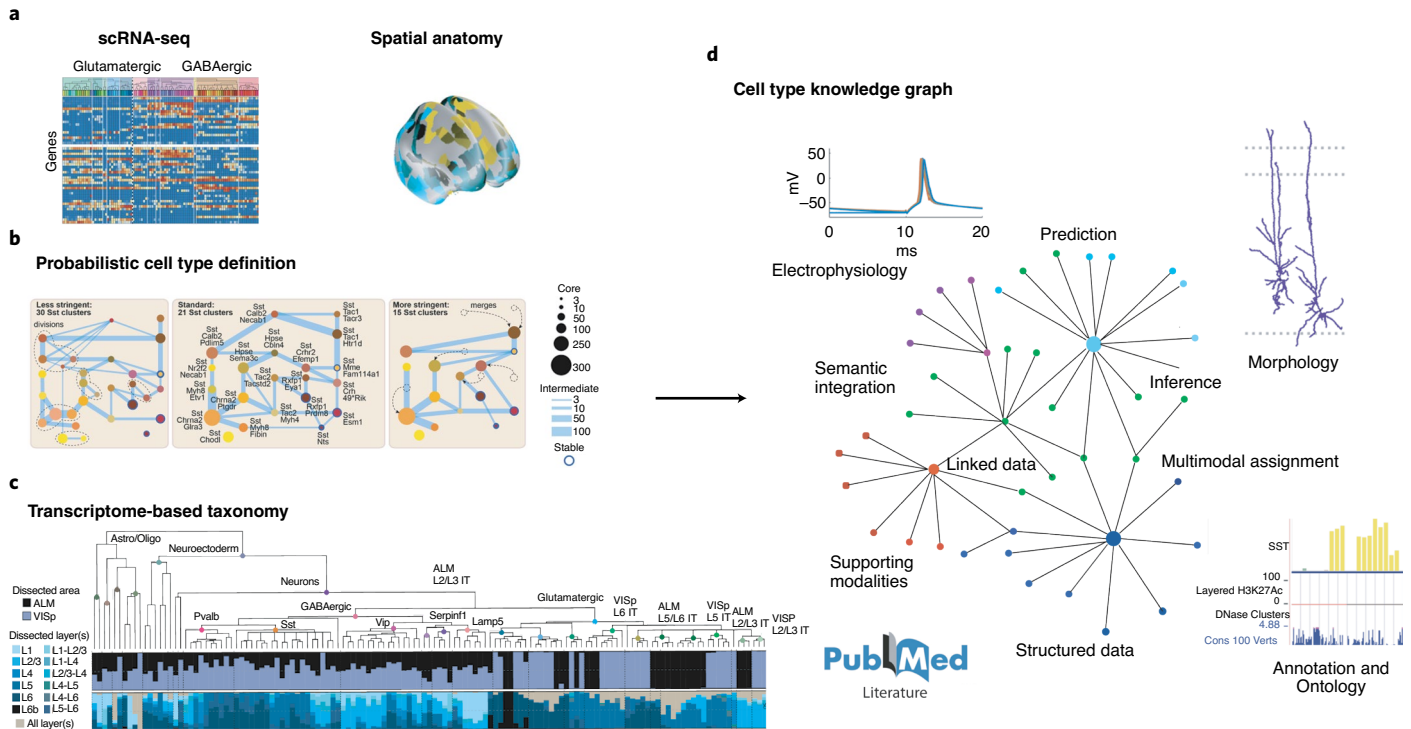 a
scRNA-seq
Glutamatergic GABAergic
Genes
Spatial anatomy
b
Probabilistic cell type definition
Less stringent:
30 Sst clusters
divisions
Standard:
21 Sst clusters
Sst
Calb2
Necab1
Sst
Tac1
Tacr3
Sst
Calb2
Pdlim5
Sst
Hpse
Sema3c
Sst
Hpse
Cbln4
Sst
Tac1
Htr1d
Sst
Crhr2
Efemp1
Sst
Nr2f2
Necab1
Sst
Tac2
Tacstd2
Sst
Mme
Fam114a1
Sst
Rxfp1
Eya1
Sst
Myh8
Etv1
Sst
Chrna2
Ptgdr
Sst
Crh
49*Rik
Sst
Chrna2
Glra3
Sst
Tac2
Myh4
Sst
Rxfp1
Prdm8
Sst
Esm1
Sst
Chodl
Sst
Myh8
Fibin
Sst
Nts
More stringent:
15 Sst clusters
merges
Core
3
10
50
100
250
300
Intermediate
3
10
50
100
Stable
c
Transcriptome-based taxonomy
Astro/Oligo
Neuroectoderm
Neurons
ALM
L2/L3 IT
GABAergic
Glutamatergic
Pvalb
Sst
Vip
Serpinf1
Lamp5
VISp
L6 IT
ALM
L5/L6 IT
VISp
L5 IT
ALM
L2/L3 IT
VISP
L2/L3 IT
Dissected area
ALM
VISp
Dissected layer(s)
L1 L1-L2/3
L2/3 L1-L4
L4 L2/3-L4
L5 L4-L5
L6 L4-L6
L6b L5-L6
All layer(s)
d
Cell type knowledge graph
50
0
−50
mV
0 10 20
ms
Electrophysiology
Prediction
Morphology
Semantic
integration
Inference
Linked data
Multimodal assignment
Supporting
modalities
Structured data
PubMed
Literature
SST
100
Layered H3K27Ac
0
DNase Clusters
4.88
Cons 100 Verts
Annotation and
Ontology